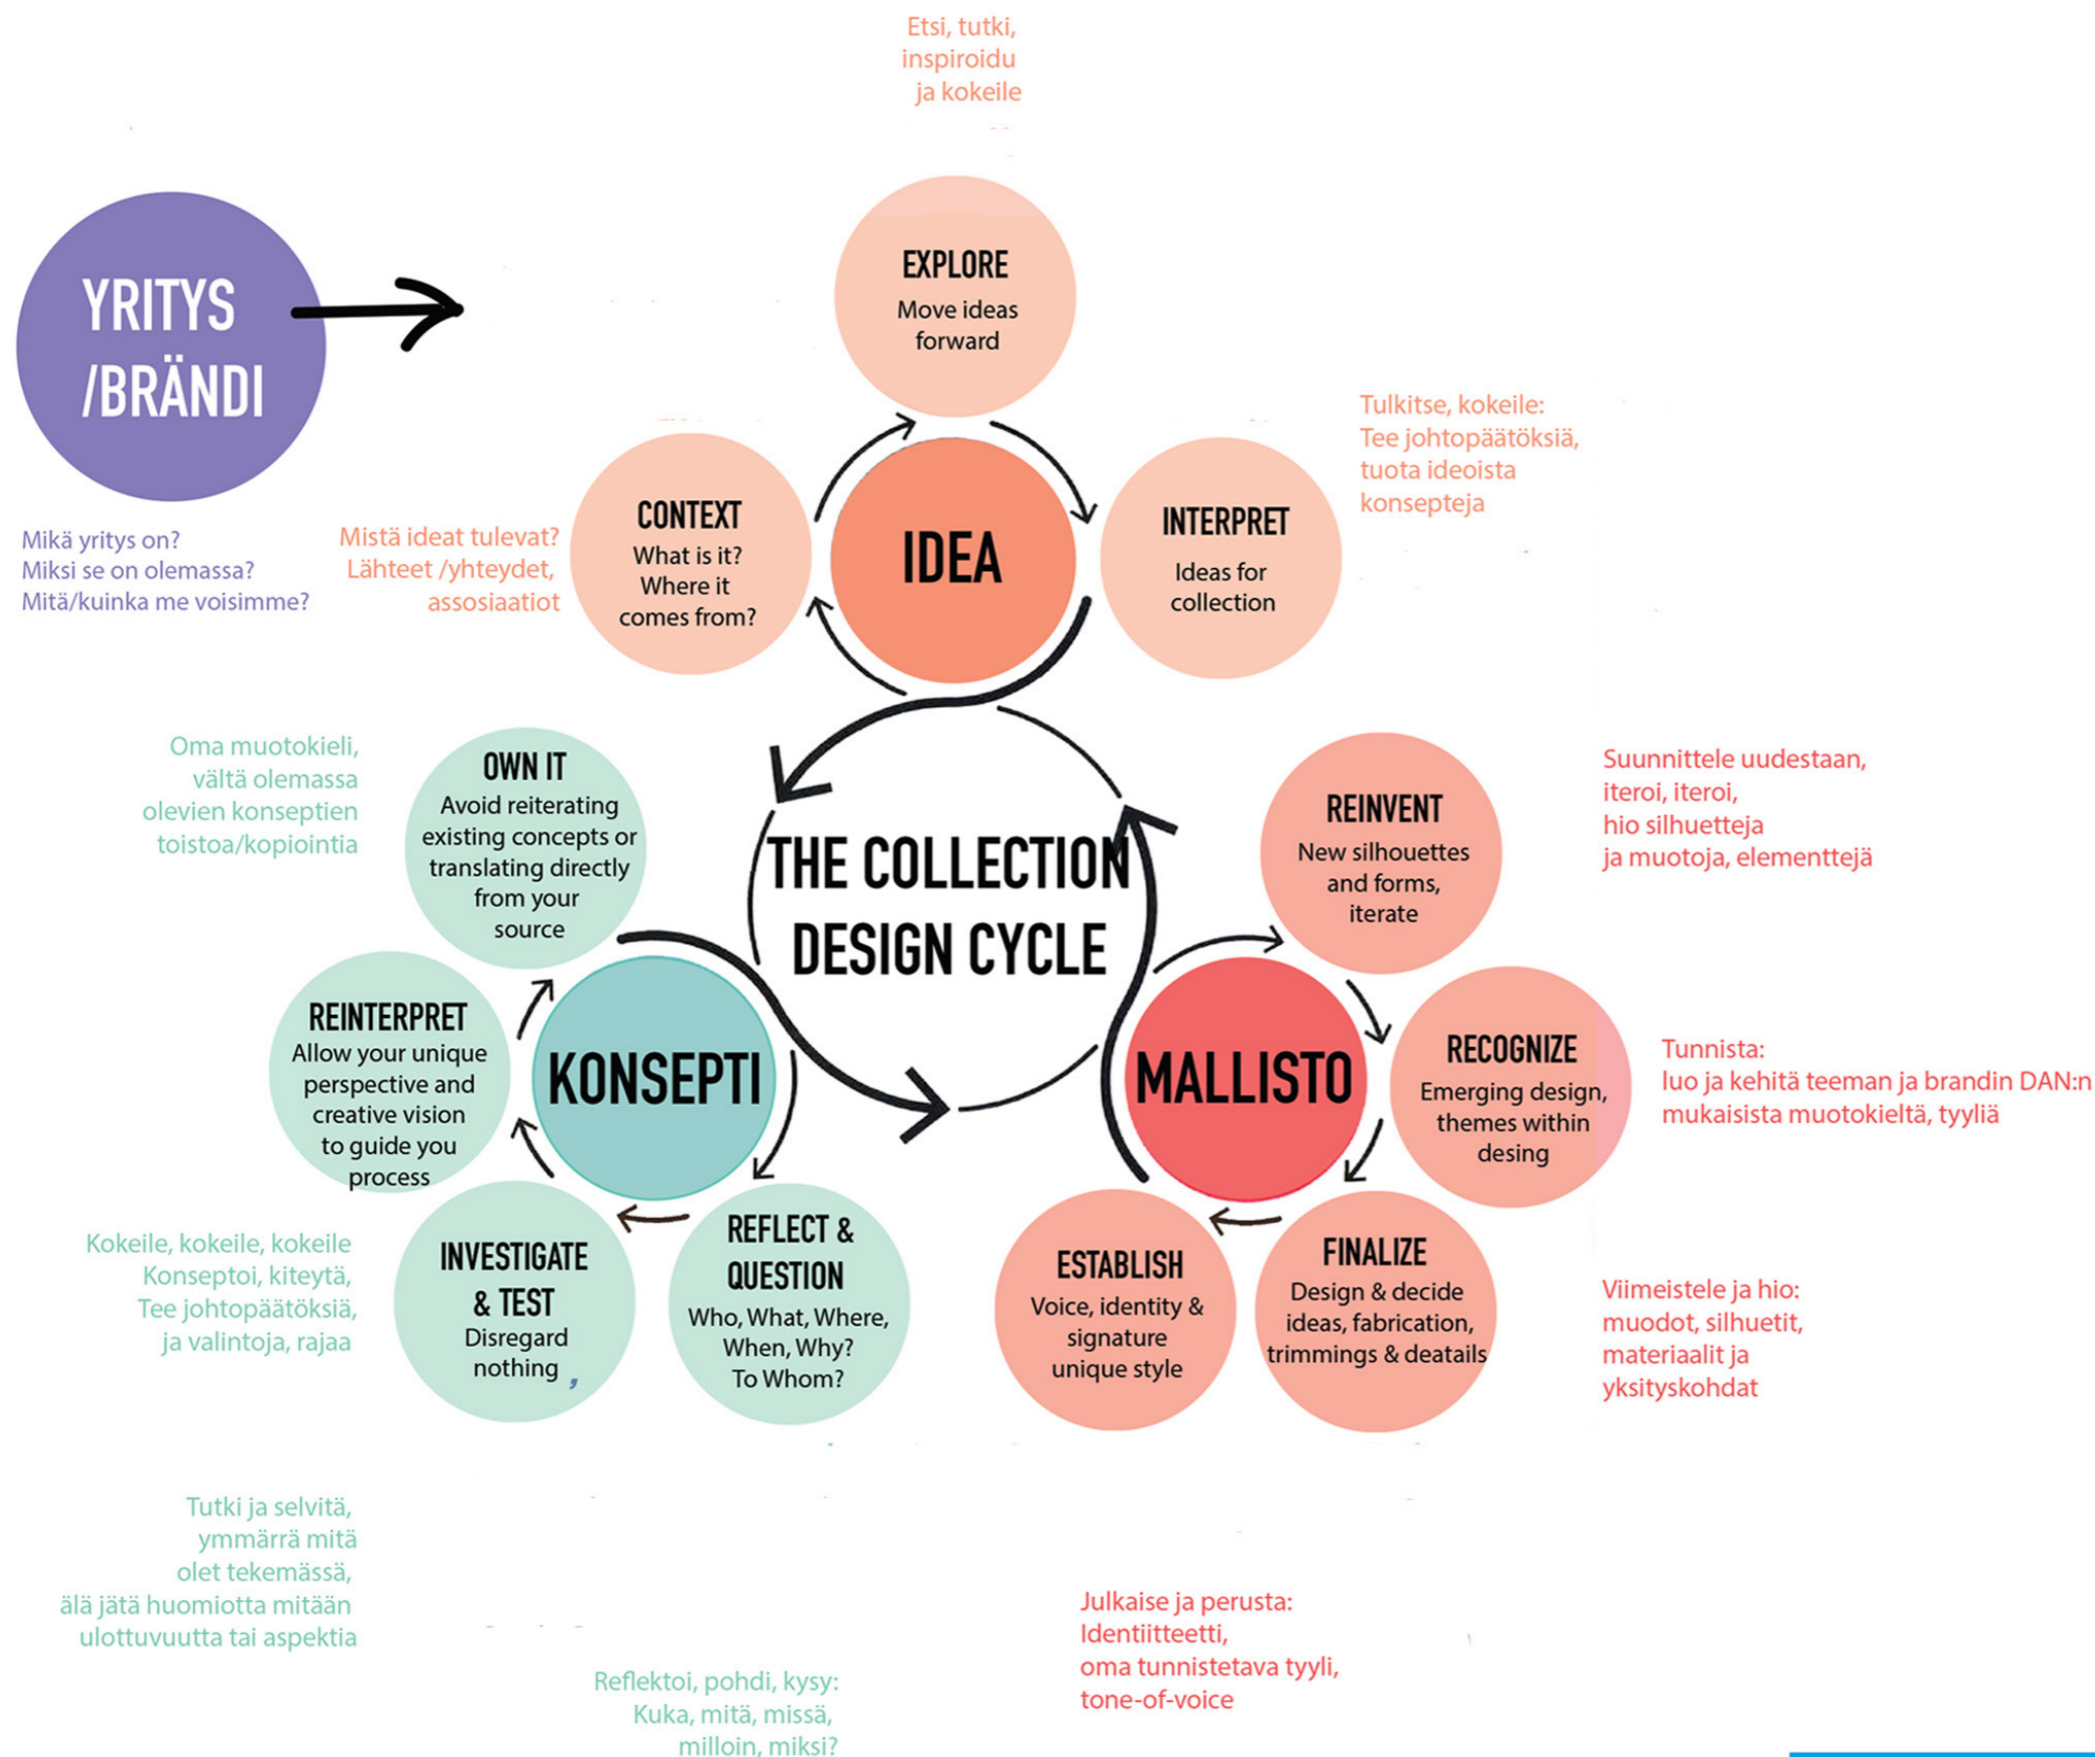 Etsi, tutki,
inspiroidu
ja kokeile
YRITYS
/BRÄNDI
Mikä yritys on?
Miksi se on olemassa?
Mitä/kuinka me voisimme?
EXPLORE
Move ideas
forward
Mistä ideat tulevat?
Lähteet /yhteydet,
assosiaatiot
CONTEXT
What is it?
Where it
comes from?
IDEA
INTERPRET
Ideas for
collection
Tulkitse, kokeile:
Tee johtopäätöksiä,
tuota ideoista
konsepteja
THE COLLECTION
DESIGN CYCLE
Oma muotokieli,
vältä olemassa
olevien konseptien
toistoa/kopiointia
OWN IT
Avoid reiterating
existing concepts or
translating directly
from your
source
REINTERPRET
Allow your unique
perspective and
creative vision
to guide you
process
KONSEPTI
Kokeile, kokeile, kokeile
Konseptoi, kiteytä,
Tee johtopäätöksiä,
ja valintoja, rajaa
INVESTIGATE
& TEST
Disregard
nothing ,
REFLECT &
QUESTION
Who, What, Where,
When, Why?
To Whom?
Tutki ja selvitä,
ymmärrä mitä
olet tekemässä,
älä jätä huomiotta mitään
ulottuvuutta tai aspektia
Reflektoi, pohdi, kysy:
Kuka, mitä, missä,
milloin, miksi?
MALLISTO
REINVENT
New silhouettes
and forms,
iterate
Suunnittele uudestaan,
iteroi, iteroi,
hio silhuetteja
ja muotoja, elementtejä
RECOGNIZE
Emerging design,
themes within
desing
Tunnista:
luo ja kehitä teeman ja brandin DAN:n
mukaisista muotokieltä, tyyliä
FINALIZE
Design & decide
ideas, fabrication,
trimmings & deatails
Viimeistele ja hio:
muodot, silhuetit,
materiaalit ja
yksityskohdat
ESTABLISH
Voice, identity &
signature
unique style
Julkaise ja perusta:
Identiitteetti,
oma tunnistetava tyyli,
tone-of-voice